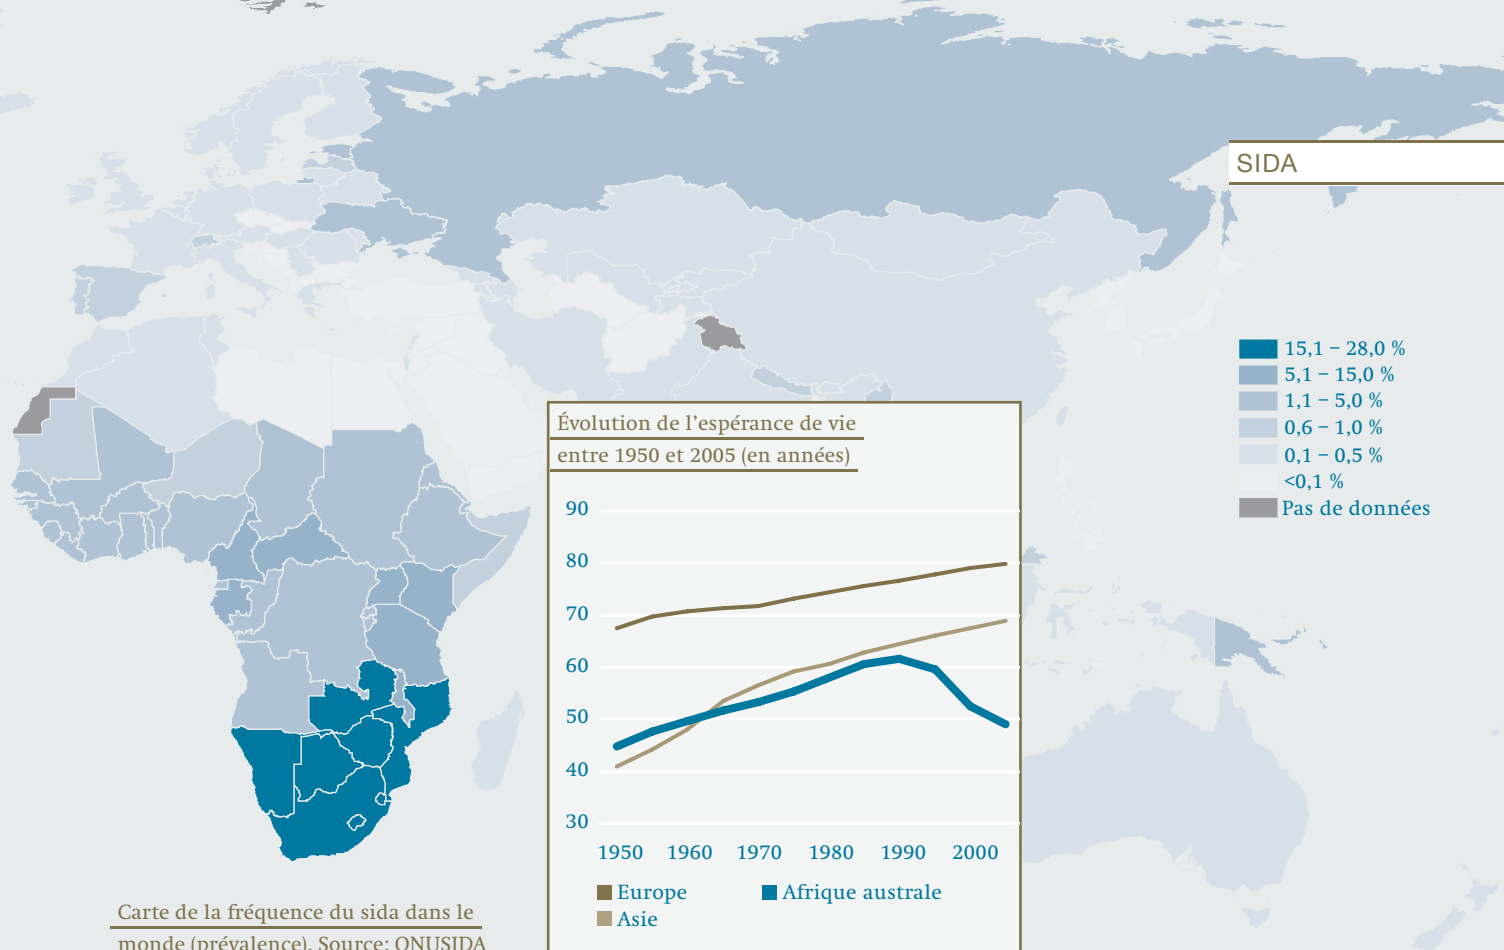 SIDA
15,1 – 28,0 %
5,1 – 15,0 %
1,1 – 5,0 %
0,6 – 1,0 %
0,1 – 0,5 %
<0,1 %
Pas de données
Évolution de l’espérance de vie
entre 1950 et 2005 (en années)
90
80
70
60
50
40
30
1950 1960 1970 1980 1990 2000
Europe Afrique australe
Asie
Carte de la fréquence du sida dans le
monde (prévalence). Source: ONUSIDA